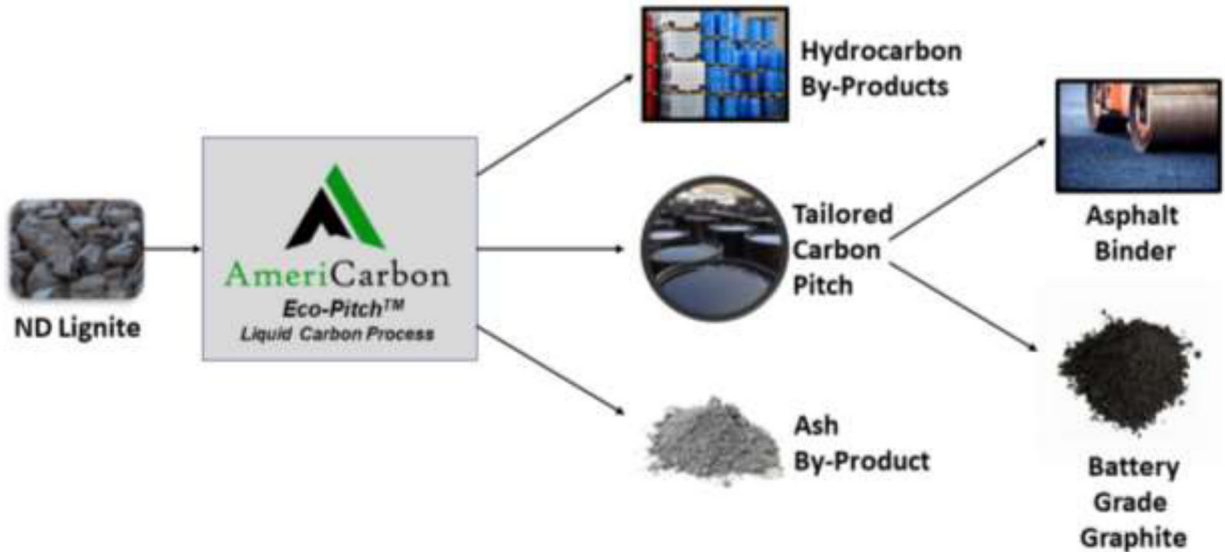 ND Lignite
AmeriCarbon
Eco-Pitch™
Liquid Carbon Process
Hydrocarbon
By-Products
Tailored
Carbon
Pitch
Ash
By-Product
Asphalt
Binder
Battery
Grade
Graphite